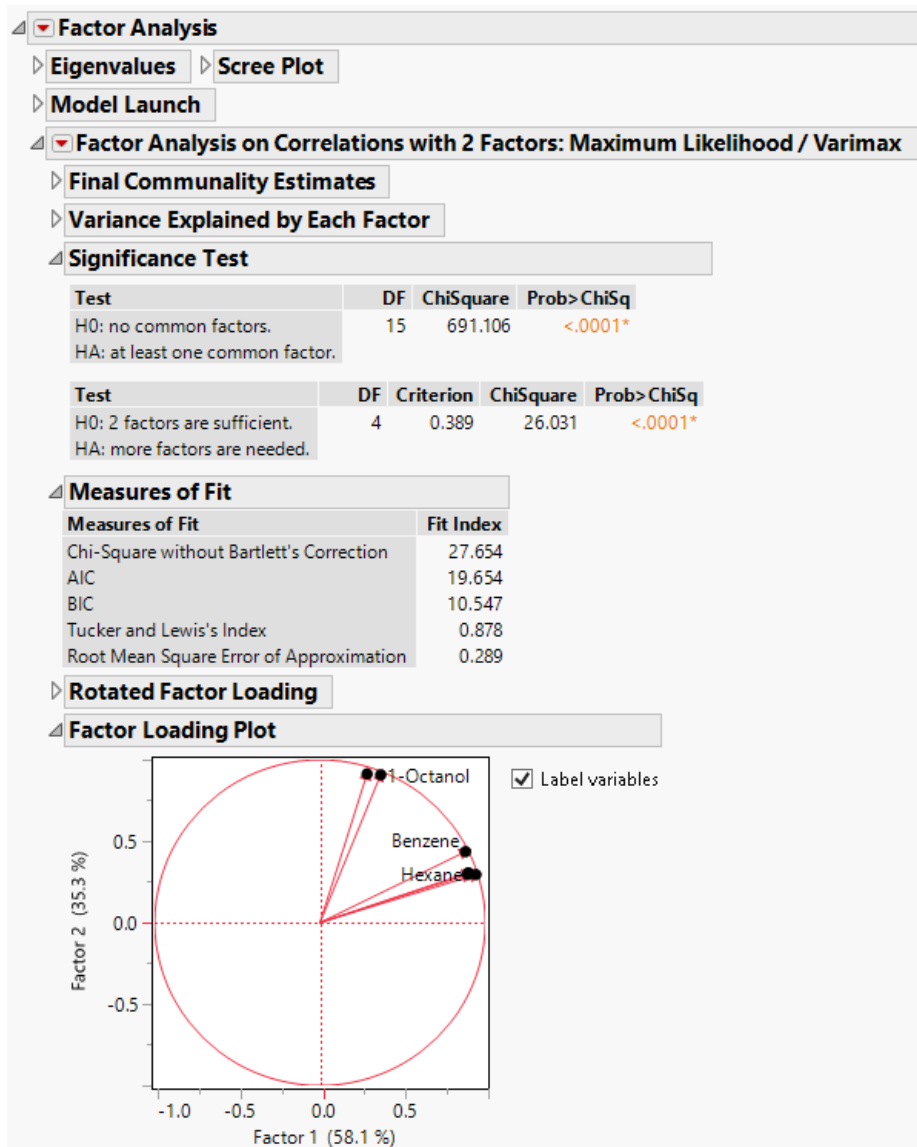 Factor Analysis
Eigenvalues Scree Plot
Model Launch
Factor Analysis on Correlations with 2 Factors: Maximum Likelihood / Varimax
Final Communality Estimates
Variance Explained by Each Factor
Significance Test
Test DF ChiSquare Prob>ChiSq
H0: no common factors. 15 691.106 <.0001*
HA: at least one common factor.
Test DF Criterion ChiSquare Prob>ChiSq
H0: 2 factors are sufficient. 4 0.389 26.031 <.0001*
HA: more factors are needed.
Measures of Fit
Measures of Fit Fit Index
Chi-Square without Bartlett's Correction 27.654
AIC 19.654
BIC 10.547
Tucker and Lewis's Index 0.878
Root Mean Square Error of Approximation 0.289
Rotated Factor Loading
Factor Loading Plot
1-Octanol
Label variables
Benzene
Hexane
0.5
0.0
-0.5
Factor 2 (35.3 %)
-1.0 -0.5 0.0 0.5
Factor 1 (58.1 %)